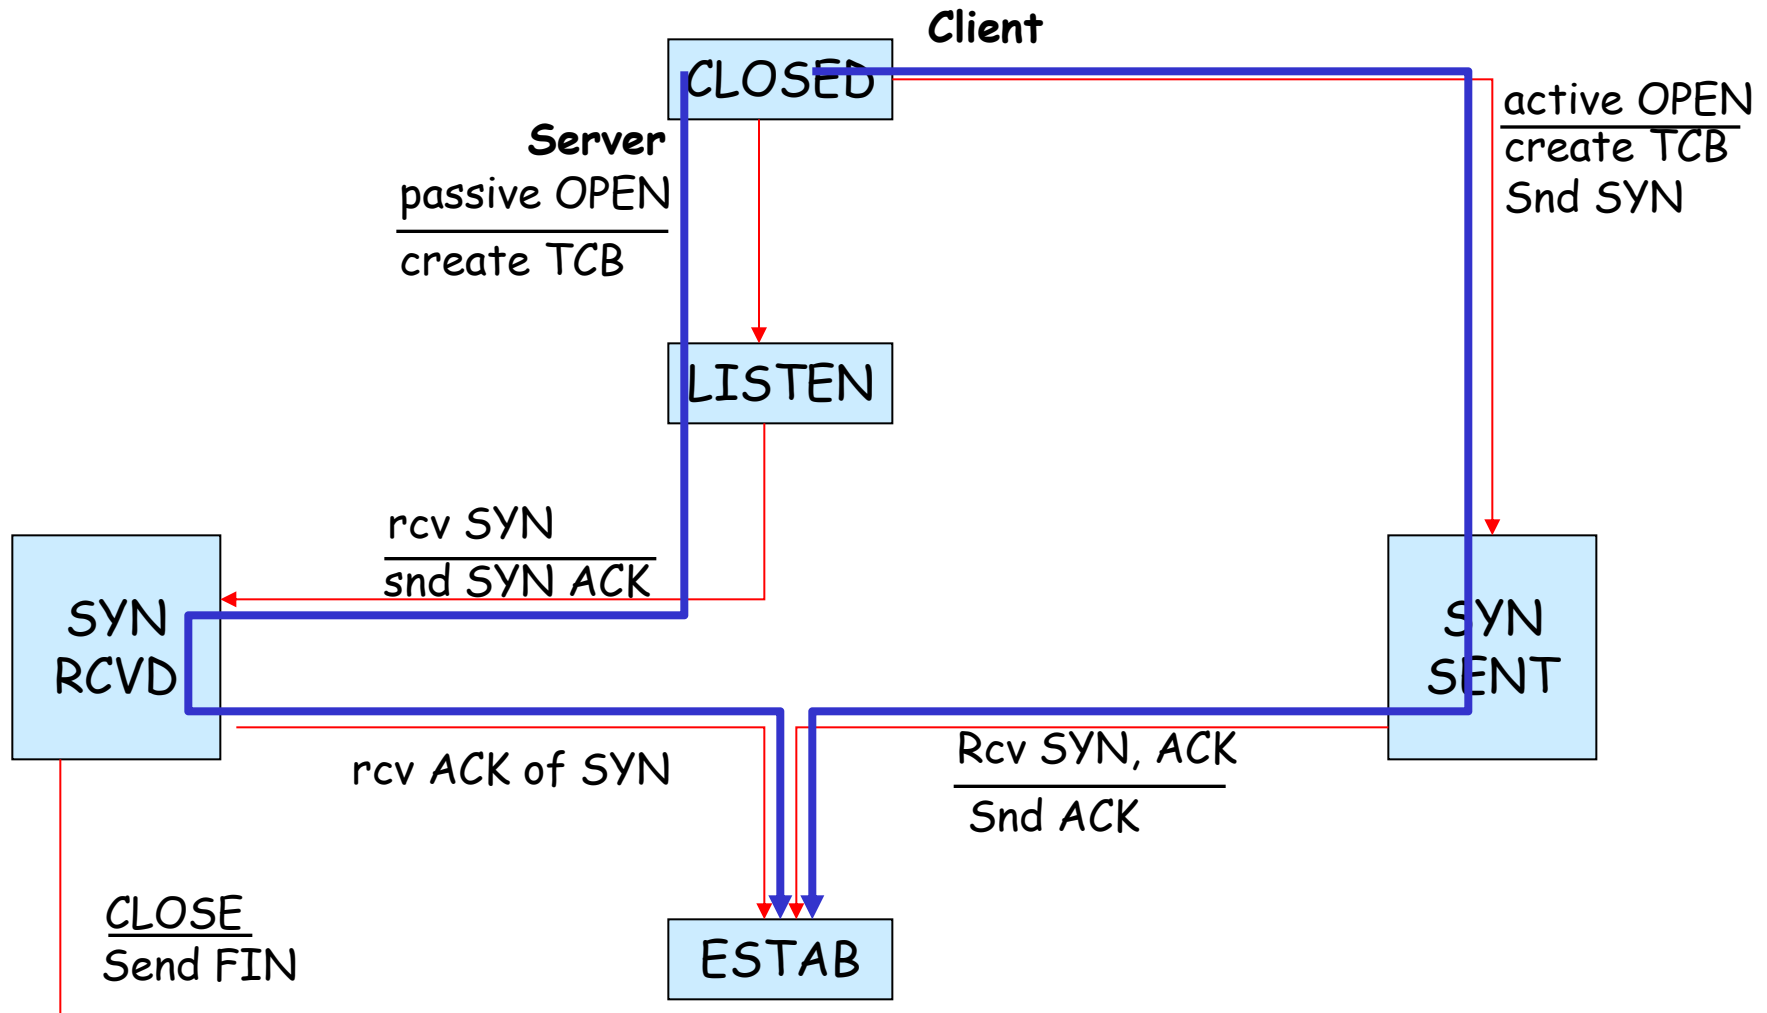 Client
CLOSED
active OPEN
create TCB
Snd SYN
Server
passive OPEN
create TCB
LISTEN
rcv SYN
snd SYN ACK
SYN
RCVD
SYN
SENT
rcv ACK of SYN
Rcv SYN, ACK
Snd ACK
CLOSE
Send FIN
ESTAB